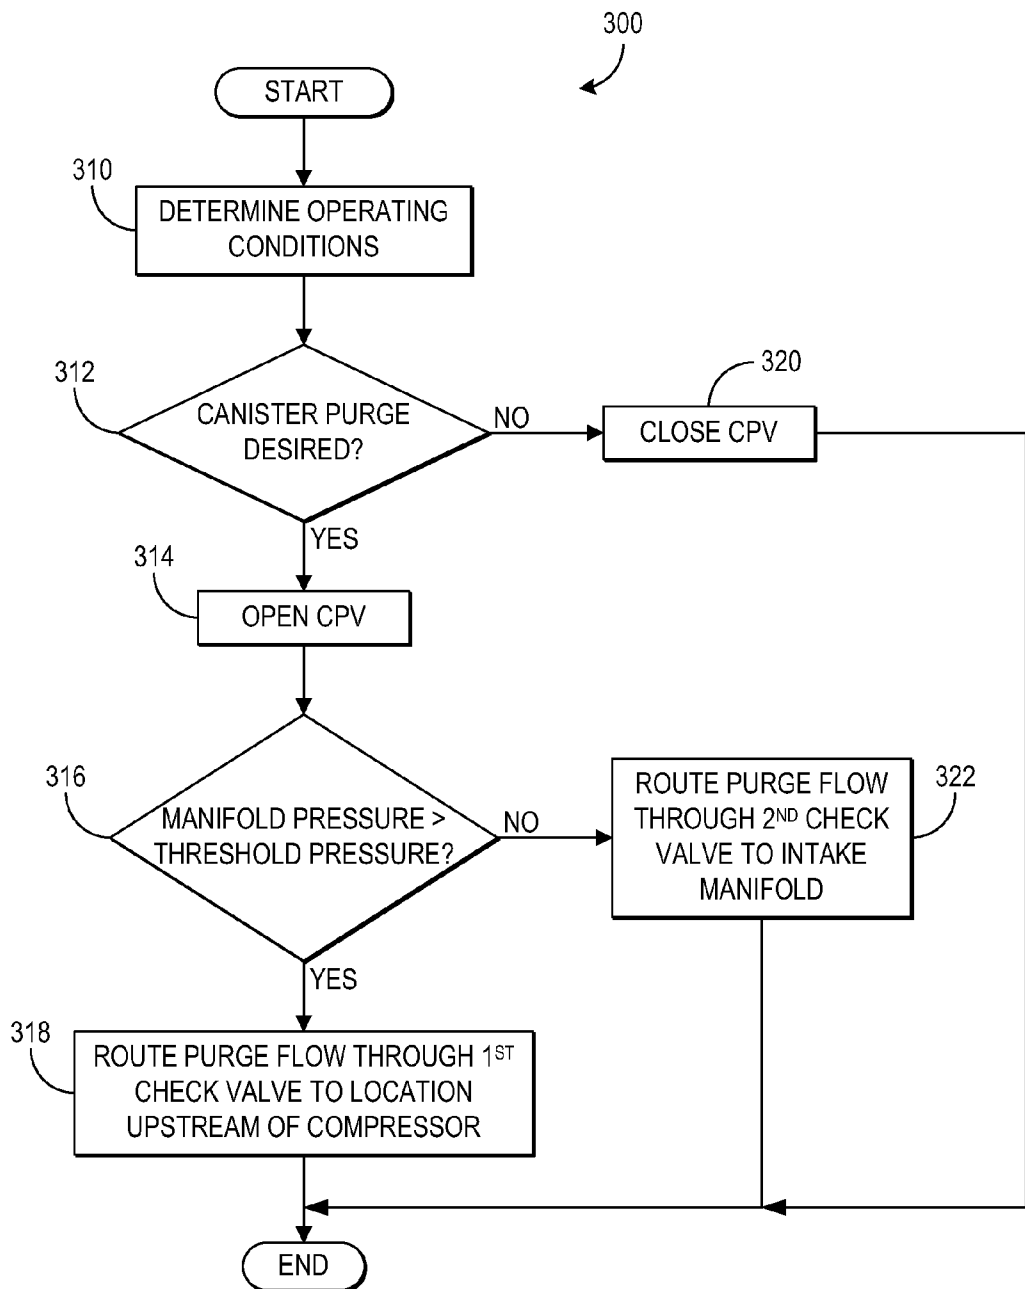 300
START
310
DETERMINE OPERATING
CONDITIONS
312
CANISTER PURGE
DESIRED?
NO
320
CLOSE CPV
YES
314
OPEN CPV
316
MANIFOLD PRESSURE >
THRESHOLD PRESSURE?
NO
322
ROUTE PURGE FLOW
THROUGH 2ND CHECK
VALVE TO INTAKE
MANIFOLD
YES
318
ROUTE PURGE FLOW THROUGH 1ST
CHECK VALVE TO LOCATION
UPSTREAM OF COMPRESSOR
END